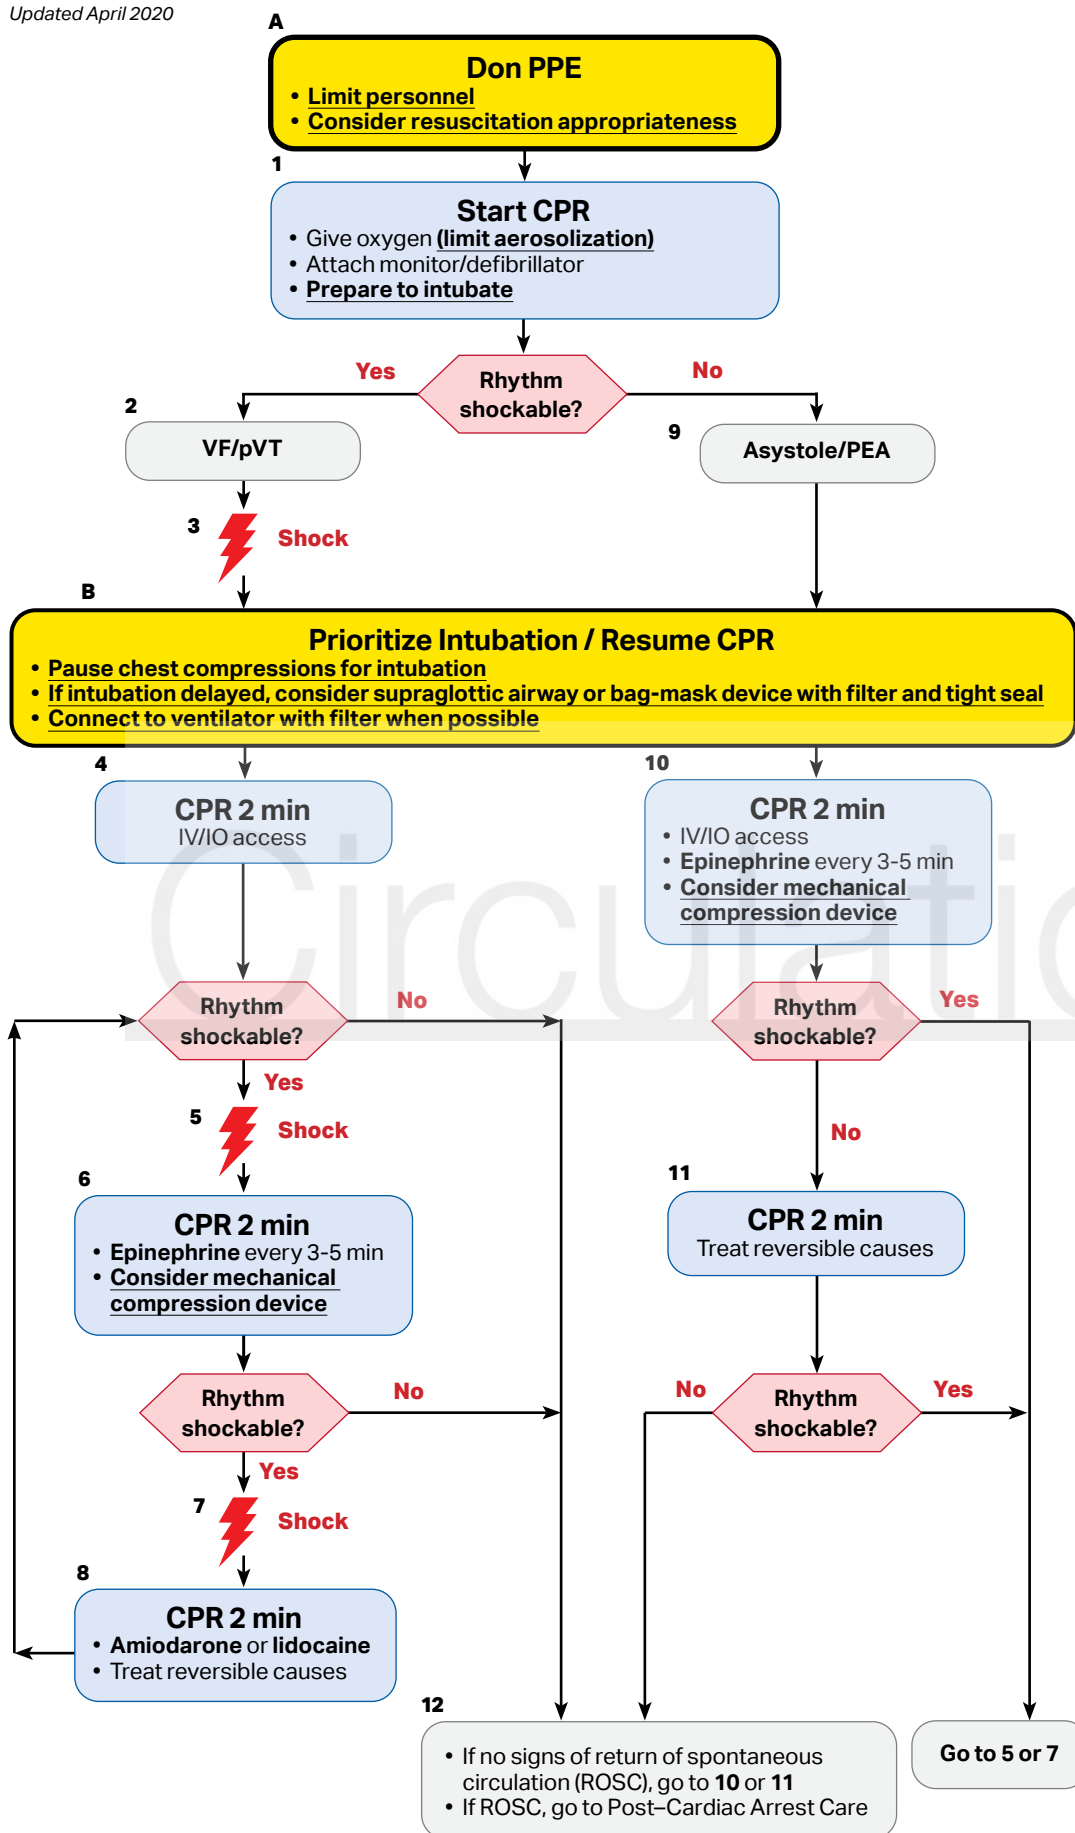 Updated April 2020
A
Don PPE
• Limit personnel
• Consider resuscitation appropriateness
1
Start CPR
• Give oxygen (limit aerosolization)
• Attach monitor/defibrillator
• Prepare to intubate
Rhythm
shockable?
Yes
No
2
VF/pVT
9
Asystole/PEA
3
Shock
B
Prioritize Intubation / Resume CPR
• Pause chest compressions for intubation
• If intubation delayed, consider supraglottic airway or bag-mask device with filter and tight seal
• Connect to ventilator with filter when possible
4
CPR 2 min
IV/IO access
10
CPR 2 min
• IV/IO access
• Epinephrine every 3-5 min
• Consider mechanical
compression device
Circulatio
Rhythm
shockable?
No
Yes
Rhythm
shockable?
Yes
No
5
Shock
6
CPR 2 min
• Epinephrine every 3-5 min
• Consider mechanical
compression device
11
CPR 2 min
Treat reversible causes
Rhythm
shockable?
No
Yes
Rhythm
shockable?
No
Yes
7
Shock
8
CPR 2 min
• Amiodarone or lidocaine
• Treat reversible causes
12
• If no signs of return of spontaneous
circulation (ROSC), go to 10 or 11
• If ROSC, go to Post–Cardiac Arrest Care
Go to 5 or 7